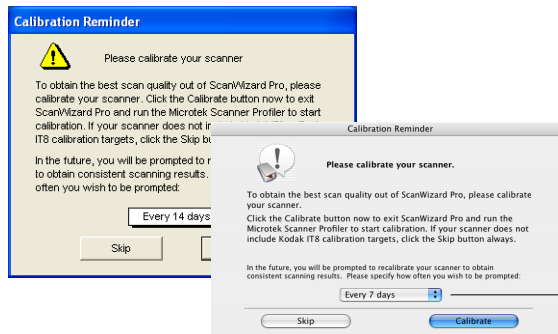 Calibration Reminder
Please calibrate your scanner
To obtain the best scan quality out of ScanWizard Pro, please
calibrate your scanner. Click the Calibrate button now to exit
ScanWizard Pro and run the Microtek Scanner Profiler to start
calibration. If your scanner does not
IT8 calibration targets, click the Skip
In the future, you will be prompted to
to obtain consistent scanning results.
often you wish to be prompted:
Every 14 days
Skip
Calibration Reminder
Please calibrate your scanner.
To obtain the best scan quality out of ScanWizard Pro, please calibrate
your scanner.
Click the Calibrate button now to exit ScanWizard Pro and run the
Microtek Scanner Profiler to start calibration. If your scanner does not
include Kodak IT8 calibration targets, click the Skip button always.
In the future, you will be prompted to recalibrate your scanner to obtain
consistent scanning results. Please specify how often you wish to be prompted:
Every 7 days
Skip
Calibrate